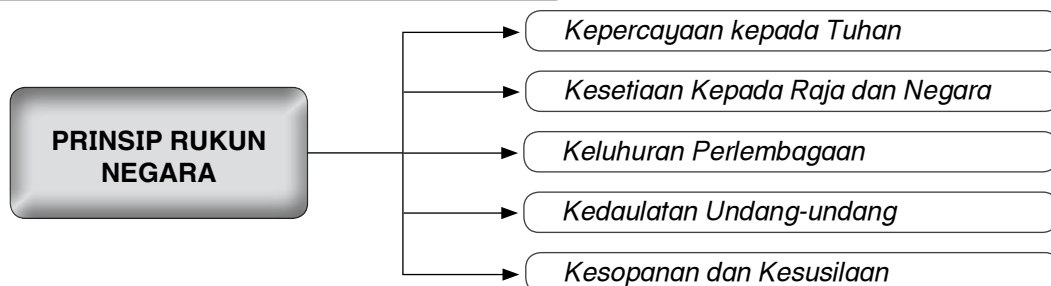 PRINSIP RUKUN
NEGARA
Kepercayaan kepada Tuhan
Kesetiaan Kepada Raja dan Negara
Keluhuran Perlembagaan
Kedaulatan Undang-undang
Kesopanan dan Kesusilaan